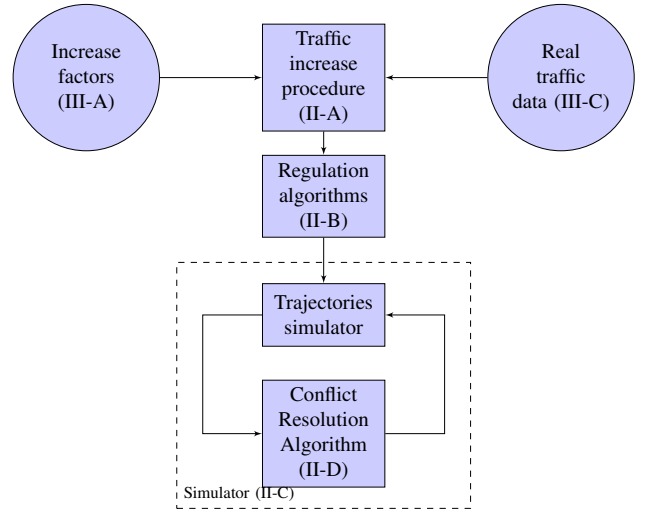 Increase
factors
(III-A)
Traffic
increase
procedure
(II-A)
Real
traffic
data (III-C)
Regulation
algorithms
(II-B)
Trajectories
simulator
Conflict
Resolution
Algorithm
(II-D)
Simulator (II-C)